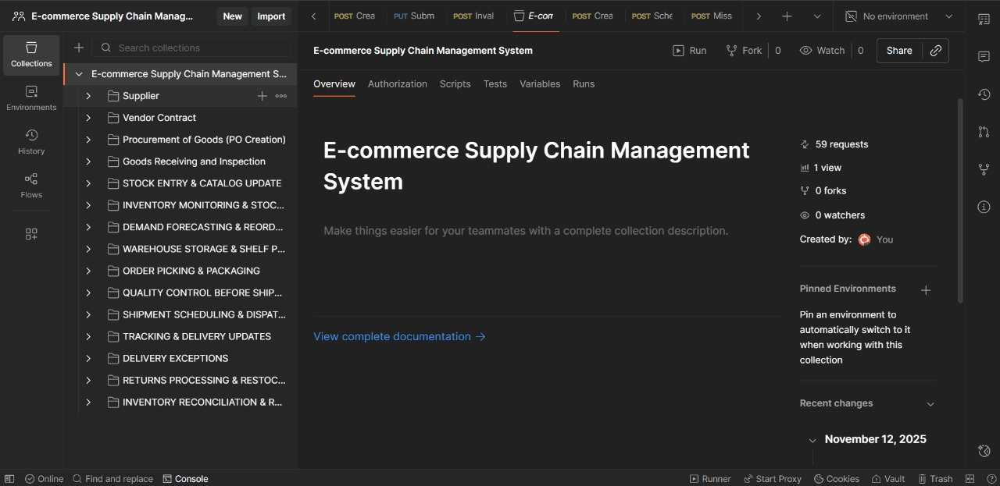 E-commerce Supply Chain Manag...
New
Import
POST Crea
PUT Subm
POST Inval
E-com
POST Crea
POST Sche
POST Miss
No environment
Collections
Environments
History
Flows
Search collections
E-commerce Supply Chain Management S...
Supplier
Vendor Contract
Procurement of Goods (PO Creation)
Goods Receiving and Inspection
STOCK ENTRY & CATALOG UPDATE
INVENTORY MONITORING & STOC...
DEMAND FORECASTING & REORD...
WAREHOUSE STORAGE & SHELF P...
ORDER PICKING & PACKAGING
QUALITY CONTROL BEFORE SHIP...
SHIPMENT SCHEDULING & DISPAT...
TRACKING & DELIVERY UPDATES
DELIVERY EXCEPTIONS
RETURNS PROCESSING & RESTOC...
INVENTORY RECONCILIATION & R...
E-commerce Supply Chain Management System
Run
Fork 0
Watch 0
Share
Overview
Authorization
Scripts
Tests
Variables
Runs
E-commerce Supply Chain Management
System
Make things easier for your teammates with a complete collection description.
View complete documentation →
59 requests
1 view
0 forks
0 watchers
Created by: You
Pinned Environments
Pin an environment to
automatically switch to it
when working with this
collection
Recent changes
November 12, 2025
Online
Find and replace
Console
Runner
Start Proxy
Cookies
Vault
Trash